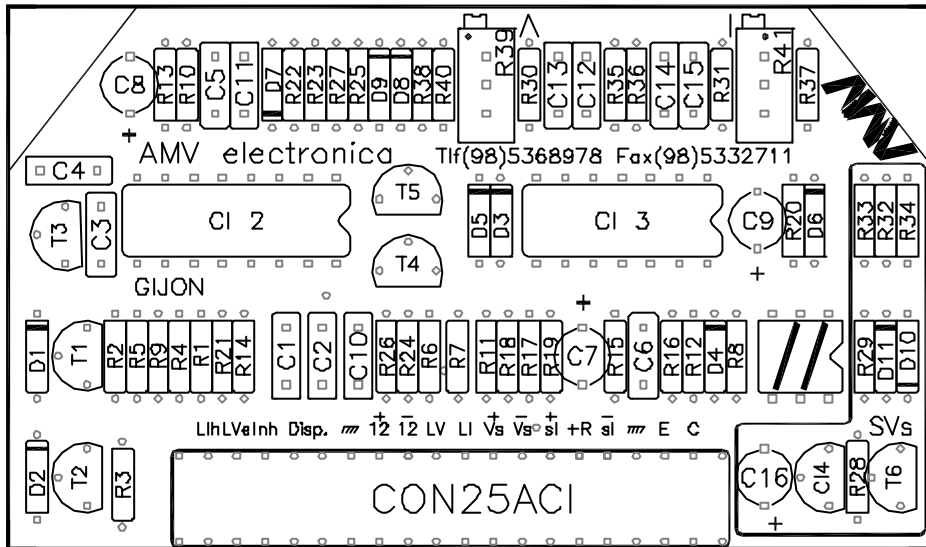 C8 R13 R10 C5 C11 D7 R22 R23 R27 R25 D9 D8 R38 R40 R39 R30 C13 C12 R35 R36 C14 C15 R31 R41 R37
+
AMV electronica Tlf(98)5368978 Fax(98)5332711
C4
T3 C3 CI 2 T5 D5 D3 CI 3 C9 R20 D6 R33 R32 R34
T4
+
GIJON
+
D1 T1 R2 R5 R9 R4 R1 R21 R14 C1 C2 C10 R26 R24 R6 R7 R11 R18 R17 R19 C7 R15 C6 R16 R12 D4 R8 R29 D11 D10
+ - + - + -
LIhLVeInh Disp. 12 12 LV LI Vs Vs sl +R sl E C
SVs
D2 T2 R3 CON25ACI C16 CI4 R28 T6
+